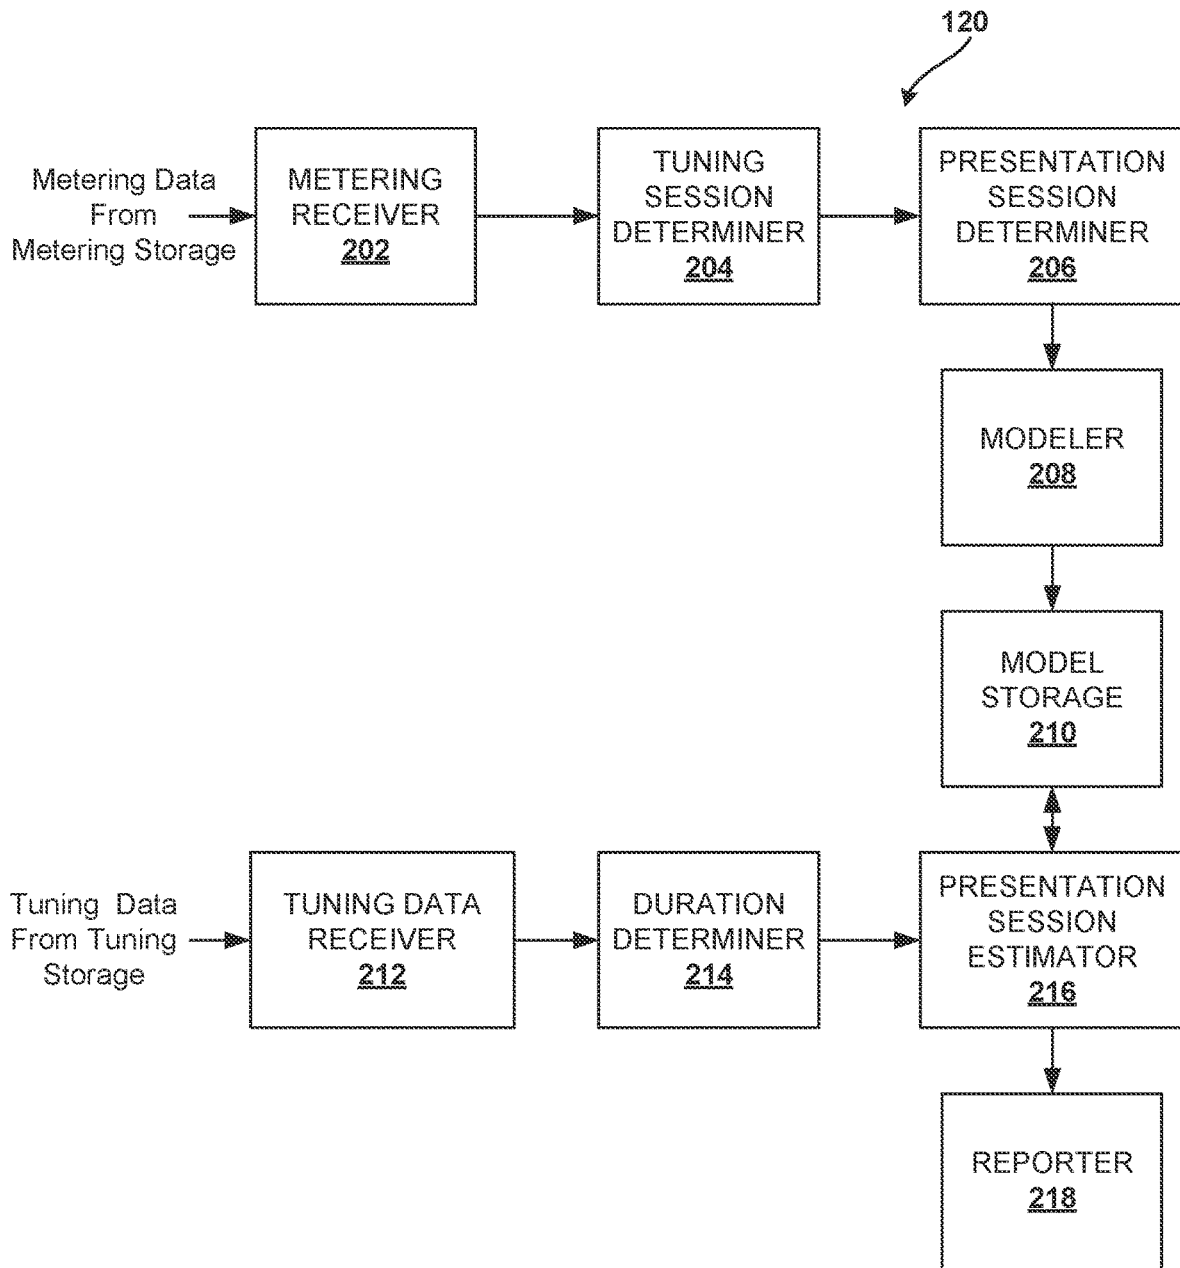 120
Metering Data
From
Metering Storage
METERING
RECEIVER
202
TUNING
SESSION
DETERMINER
204
PRESENTATION
SESSION
DETERMINER
206
MODELER
208
MODEL
STORAGE
210
Tuning Data
From Tuning
Storage
TUNING DATA
RECEIVER
212
DURATION
DETERMINER
214
PRESENTATION
SESSION
ESTIMATOR
216
REPORTER
218